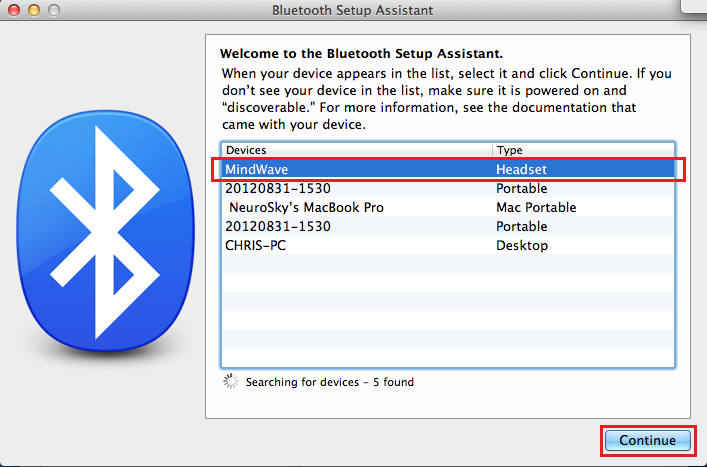 Bluetooth Setup Assistant
Welcome to the Bluetooth Setup Assistant.
When your device appears in the list, select it and click Continue. If you
don't see your device in the list, make sure it is powered on and
“discoverable.” For more information, see the documentation that
came with your device.
Devices Type
MindWave Headset
20120831-1530 Portable
NeuroSky's MacBook Pro Mac Portable
20120831-1530 Portable
CHRIS-PC Desktop
Searching for devices – 5 found
Continue